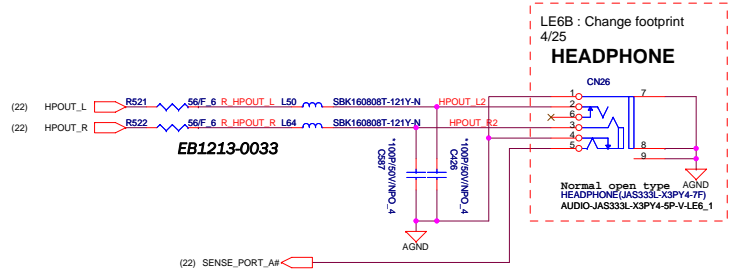 LE6B : Change footprint
4/25
HEADPHONE
CN26
(22) HPOUT_L R521 56/F_6 R_HPOUT_L L50 SBK160808T-121Y-N HPOUT_L2
(22) HPOUT_R R522 56/F_6 R_HPOUT_R L64 SBK160808T-121Y-N HPOUT_R2
EB1213-0033
1
2
6
3
4
5
7
8
9
*100P/50V/NPO_4
C587
*100P/50V/NPO_4
C426
AGND
AGND
Normal open type
HEADPHONE(JAS333L-X3PY4-7F)
AUDIO-JAS333L-X3PY4-5P-V-LE6_1
(22) SENSE_PORT_A#